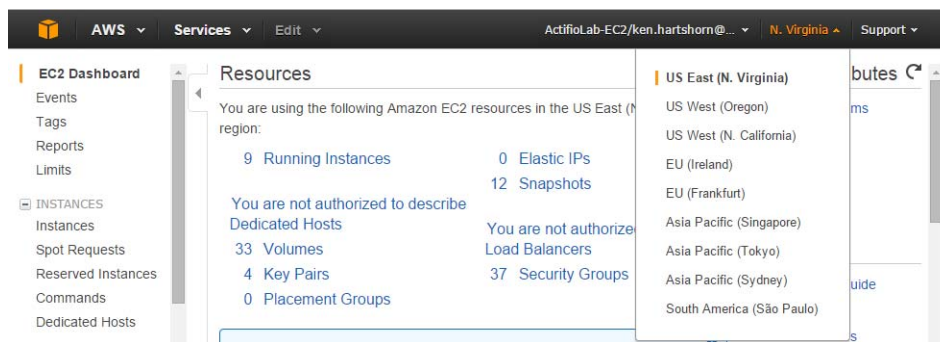 AWS Services Edit ActifioLab-EC2/ken.hartshorn@... N. Virginia Support
EC2 Dashboard
Events
Tags
Reports
Limits
INSTANCES
Instances
Spot Requests
Reserved Instances
Commands
Dedicated Hosts
Resources
You are using the following Amazon EC2 resources in the US East (N
region:
9 Running Instances
0 Elastic IPs
12 Snapshots
You are not authorized to describe
Dedicated Hosts
You are not authorize
Load Balancers
33 Volumes
4 Key Pairs
37 Security Groups
0 Placement Groups
US East (N. Virginia)
US West (Oregon)
US West (N. California)
EU (Ireland)
EU (Frankfurt)
Asia Pacific (Singapore)
Asia Pacific (Tokyo)
Asia Pacific (Sydney)
South America (São Paulo)
butes
ms
uide
s